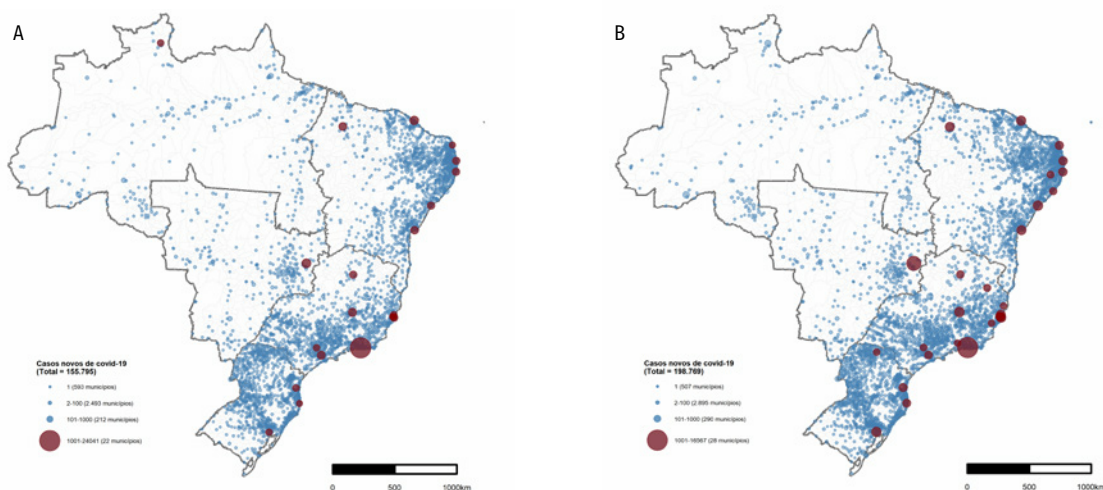 A
Casos novos de covid-19
(Total = 155.795)
1 (593 municípios)
2-100 (2.493 municípios)
101-1000 (212 municípios)
1001-24041 (22 municípios)
0 500 1000km
B
Casos novos de covid-19
(Total = 198.769)
1 (507 municípios)
2-100 (2.895 municípios)
101-1000 (290 municípios)
1001-16967 (28 municípios)
0 500 1000km